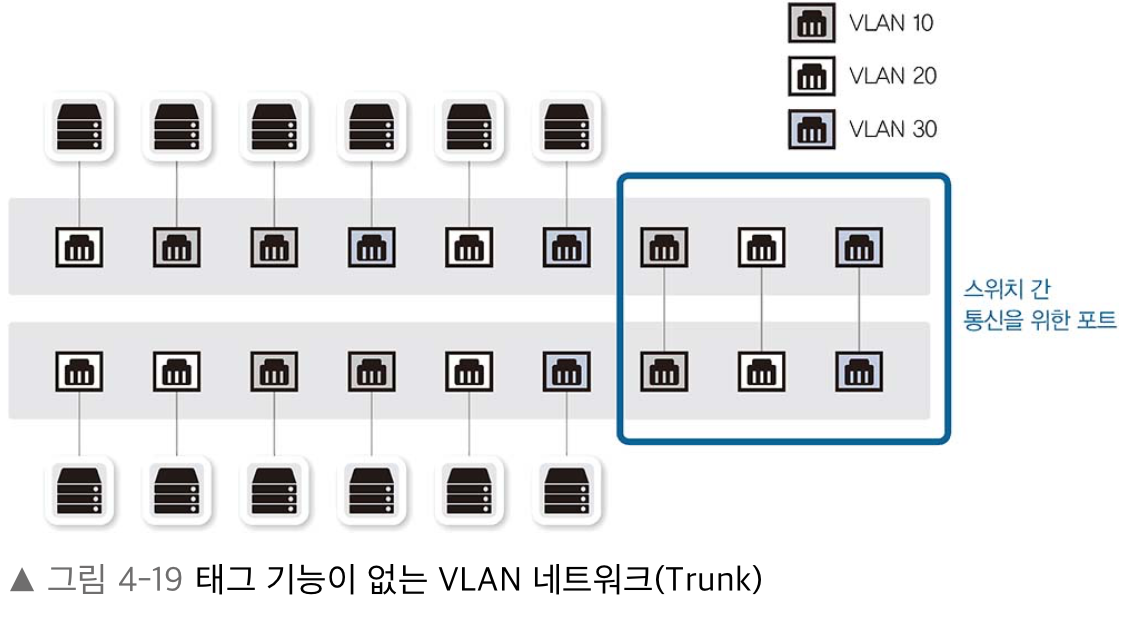 VLAN 10
VLAN 20
VLAN 30
스위치 간
통신을 위한 포트
▲ 그림 4-19 태그 기능이 없는 VLAN 네트워크(Trunk)